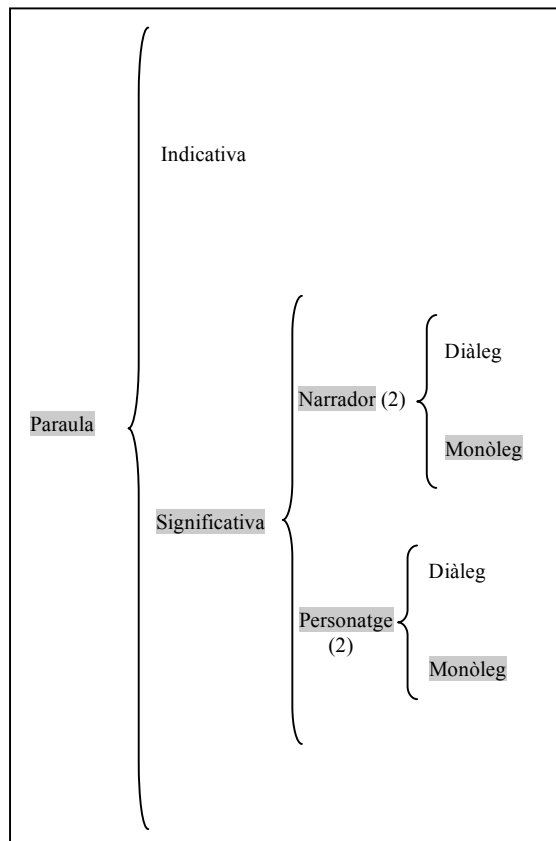 Indicativa
Diàleg
Narrador (2)
Paraula
Monòleg
Significativa
Diàleg
Personatge
(2)
Monòleg